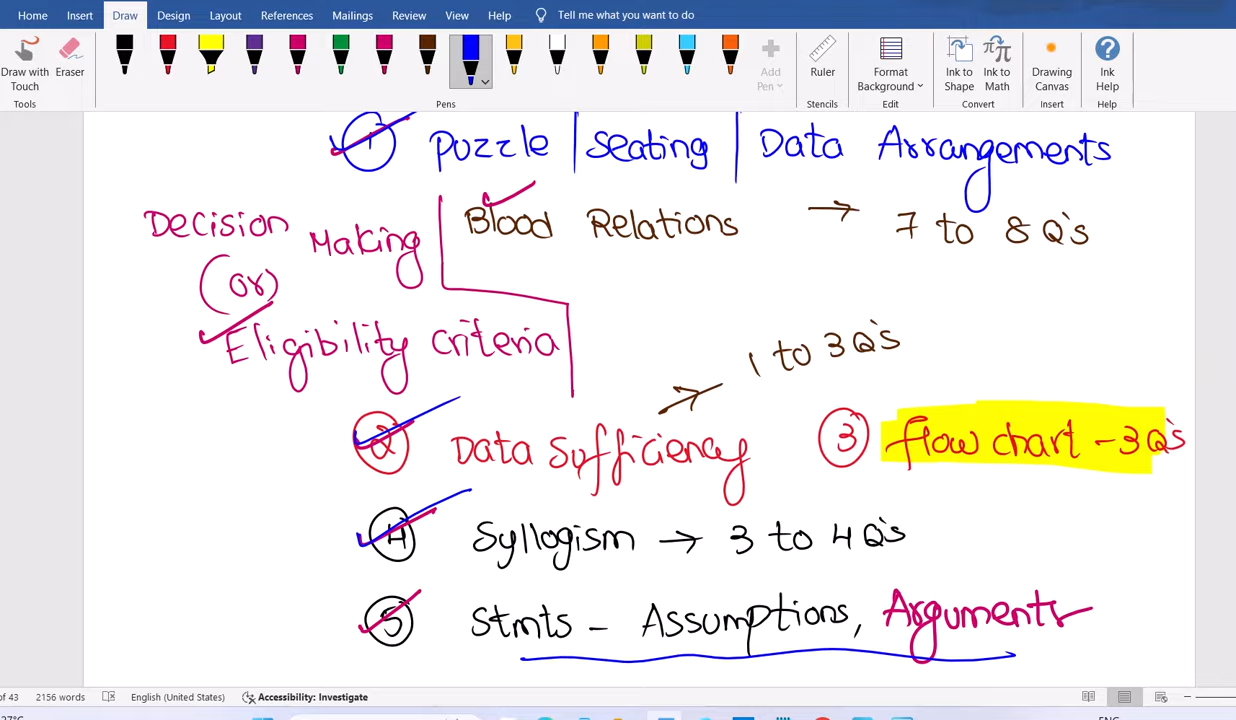 Home Insert Draw Design Layout References Mailings Review View Help Tell me what you want to do
Draw with Touch
Eraser
Add Pen
Ruler
Format Background
Ink to Shape
Ink to Math
Drawing Canvas
Ink Help
Tools Pens Stencils Edit Convert Insert Help
1 Puzzle | Seating | Data Arrangements
Decision Making
Blood Relations → 7 to 8 Q's
(or)
Eligibility criteria
1 to 3 Q's
2 Data Sufficiency
3 flow chart - 3 Q's
4 Syllogism → 3 to 4 Q's
5 Stmts - Assumptions, Arguments
of 43 2156 words English (United States) Accessibility: Investigate
27°C ENG